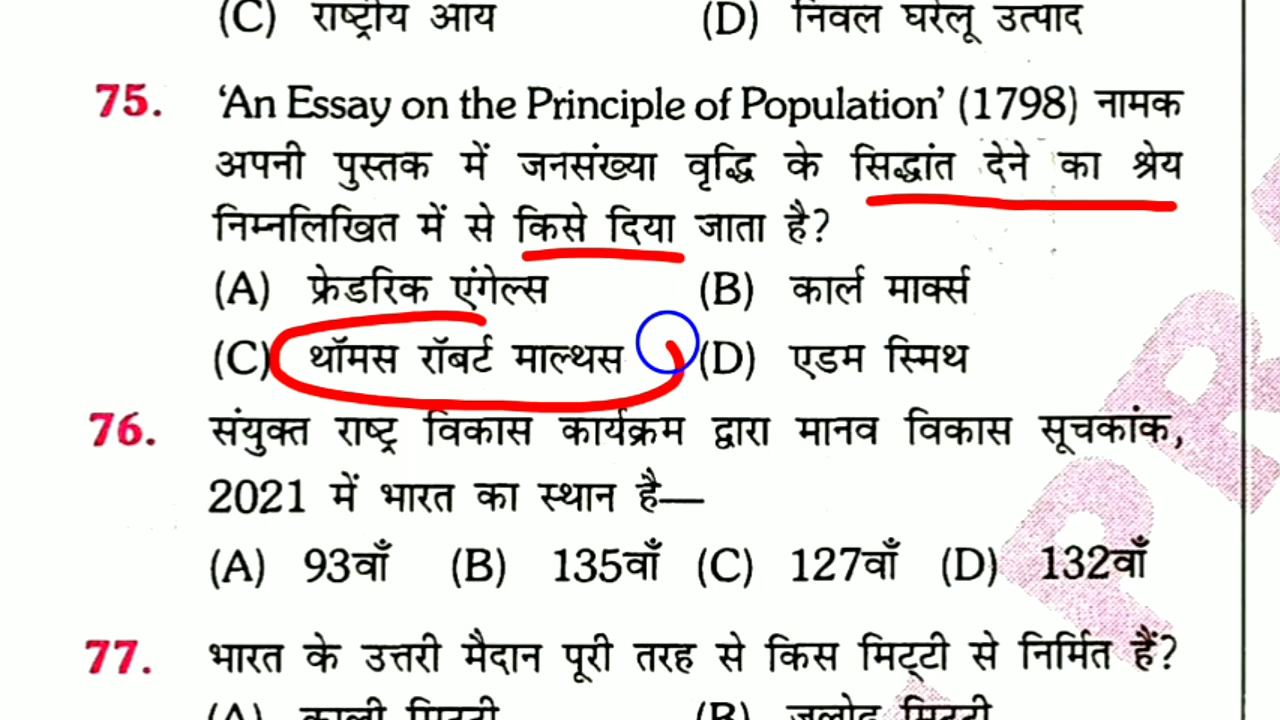 (C) राष्ट्रीय आय (D) निवल घरेलू उत्पाद
75. ‘An Essay on the Principle of Population’ (1798) नामक
अपनी पुस्तक में जनसंख्या वृद्धि के सिद्धांत देने का श्रेय
निम्नलिखित में से किसे दिया जाता है?
(A) फ्रेडरिक एंगेल्स (B) कार्ल मार्क्स
(C) थॉमस रॉबर्ट माल्थस (D) एडम स्मिथ
76. संयुक्त राष्ट्र विकास कार्यक्रम द्वारा मानव विकास सूचकांक,
2021 में भारत का स्थान है—
(A) 93वाँ (B) 135वाँ (C) 127वाँ (D) 132वाँ
77. भारत के उत्तरी मैदान पूरी तरह से किस मिट्टी से निर्मित हैं?
(A) काली मिट्टी (B) जलोढ़ मिट्टी